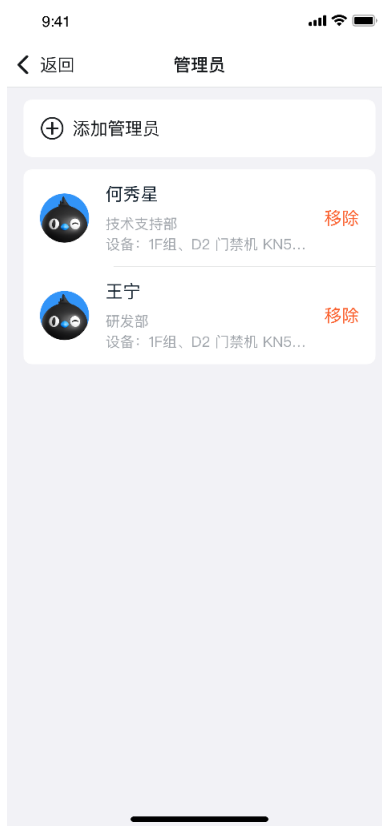 9:41
返回
管理员
添加管理员
何秀星
技术支持部
设备：1F组、D2 门禁机 KN5...
移除
王宁
研发部
设备：1F组、D2 门禁机 KN5...
移除